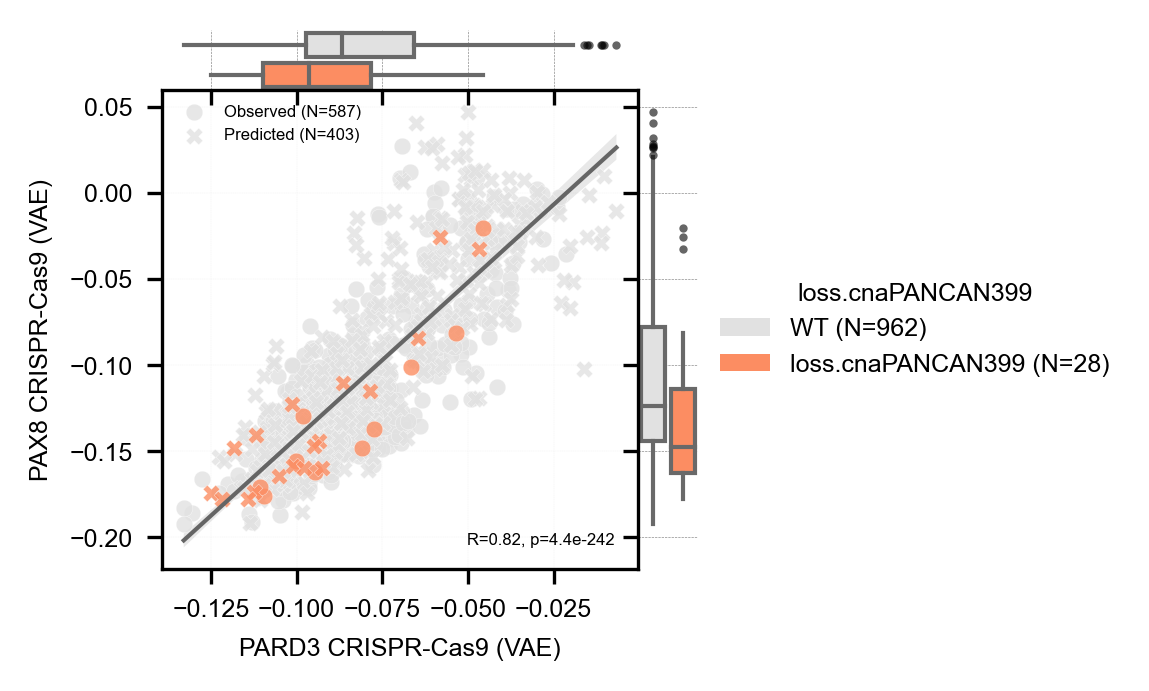 0.05
0.00
−0.05
−0.10
−0.15
−0.20
PAX8 CRISPR-Cas9 (VAE)
Observed (N=587)
Predicted (N=403)
R=0.82, p=4.4e-242
−0.125 −0.100 −0.075 −0.050 −0.025
PARD3 CRISPR-Cas9 (VAE)
loss.cnaPANCAN399
WT (N=962)
loss.cnaPANCAN399 (N=28)